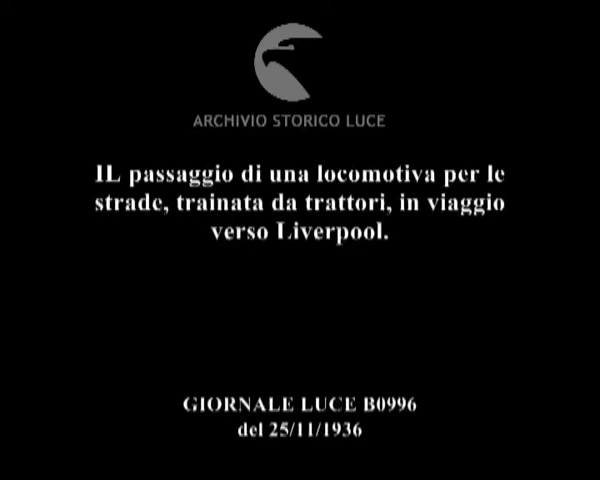 ARCHIVIO STORICO LUCE
IL passaggio di una locomotiva per le
strade, trainata da trattori, in viaggio
verso Liverpool.
GIORNALE LUCE B0996
del 25/11/1936